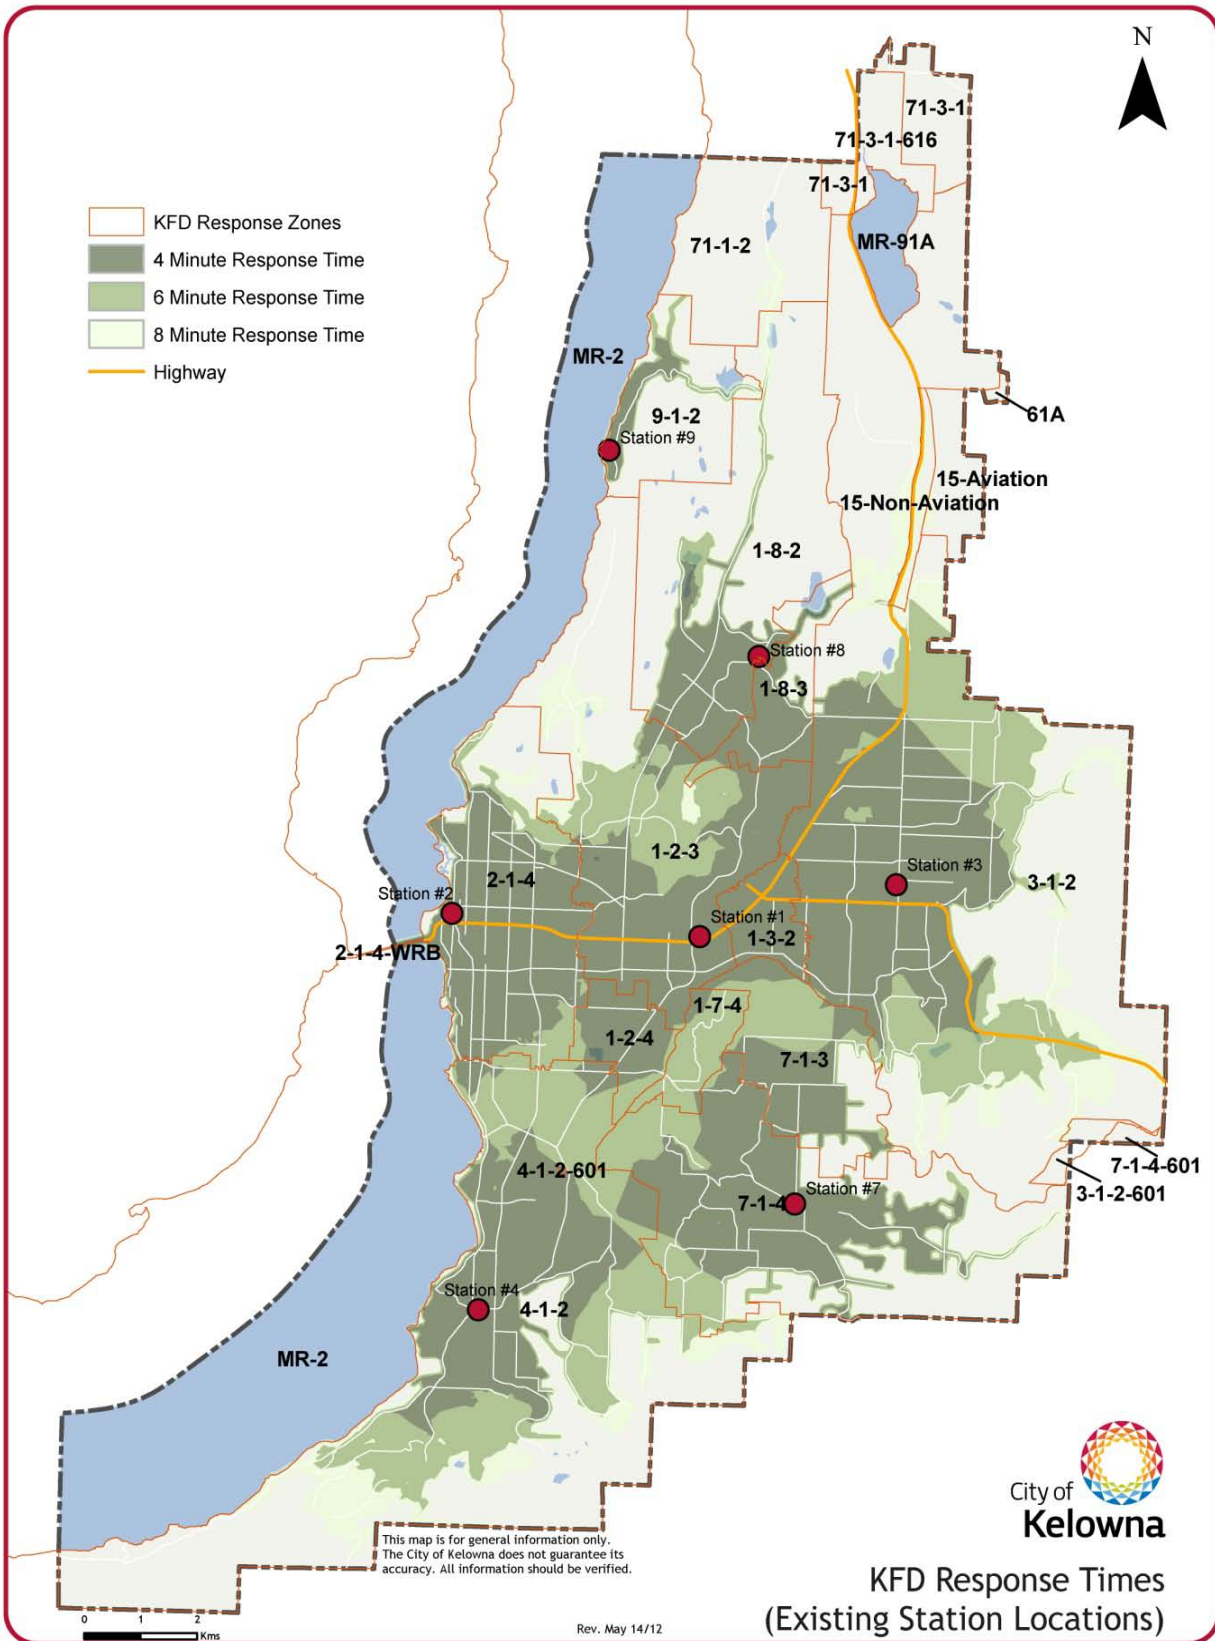 N
71-3-1
71-3-1-616
71-3-1
KFD Response Zones
4 Minute Response Time
6 Minute Response Time
8 Minute Response Time
Highway
71-1-2
MR-91A
MR-2
9-1-2
61A
Station #9
15-Aviation
15-Non-Aviation
1-8-2
Station #8
1-8-3
1-2-3
Station #3
2-1-4
3-1-2
Station #2
Station #1
1-3-2
2-1-4-WRB
1-7-4
1-2-4
7-1-3
4-1-2-601
7-1-4-601
Station #7
3-1-2-601
7-1-4
Station #4
4-1-2
MR-2
City of
Kelowna
This map is for general information only.
The City of Kelowna does not guarantee its
accuracy. All information should be verified.
KFD Response Times
(Existing Station Locations)
0 1 2
Kms
Rev. May 14/12